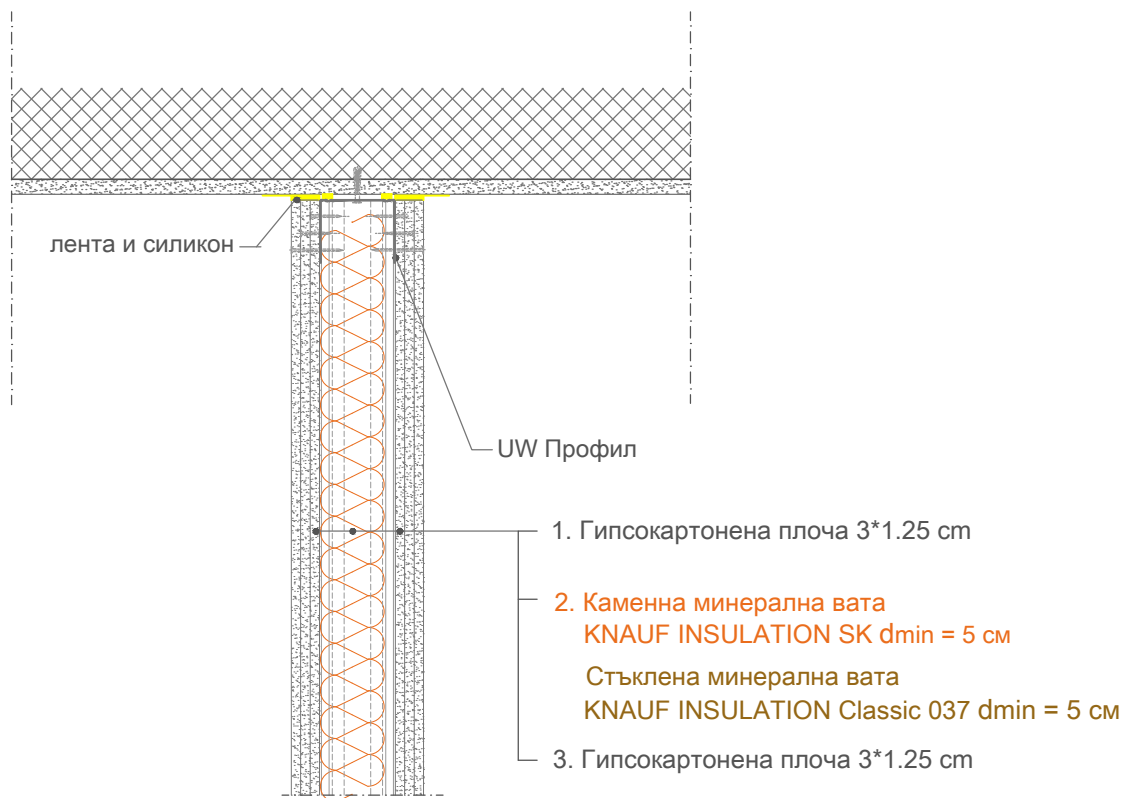 лента и силикон
UW Профил
1. Гипсокартонена плоча 3*1.25 cm
2. Каменна минерална вата
KNAUF INSULATION SK dmin = 5 см
Стъклена минерална вата
KNAUF INSULATION Classic 037 dmin = 5 см
3. Гипсокартонена плоча 3*1.25 cm